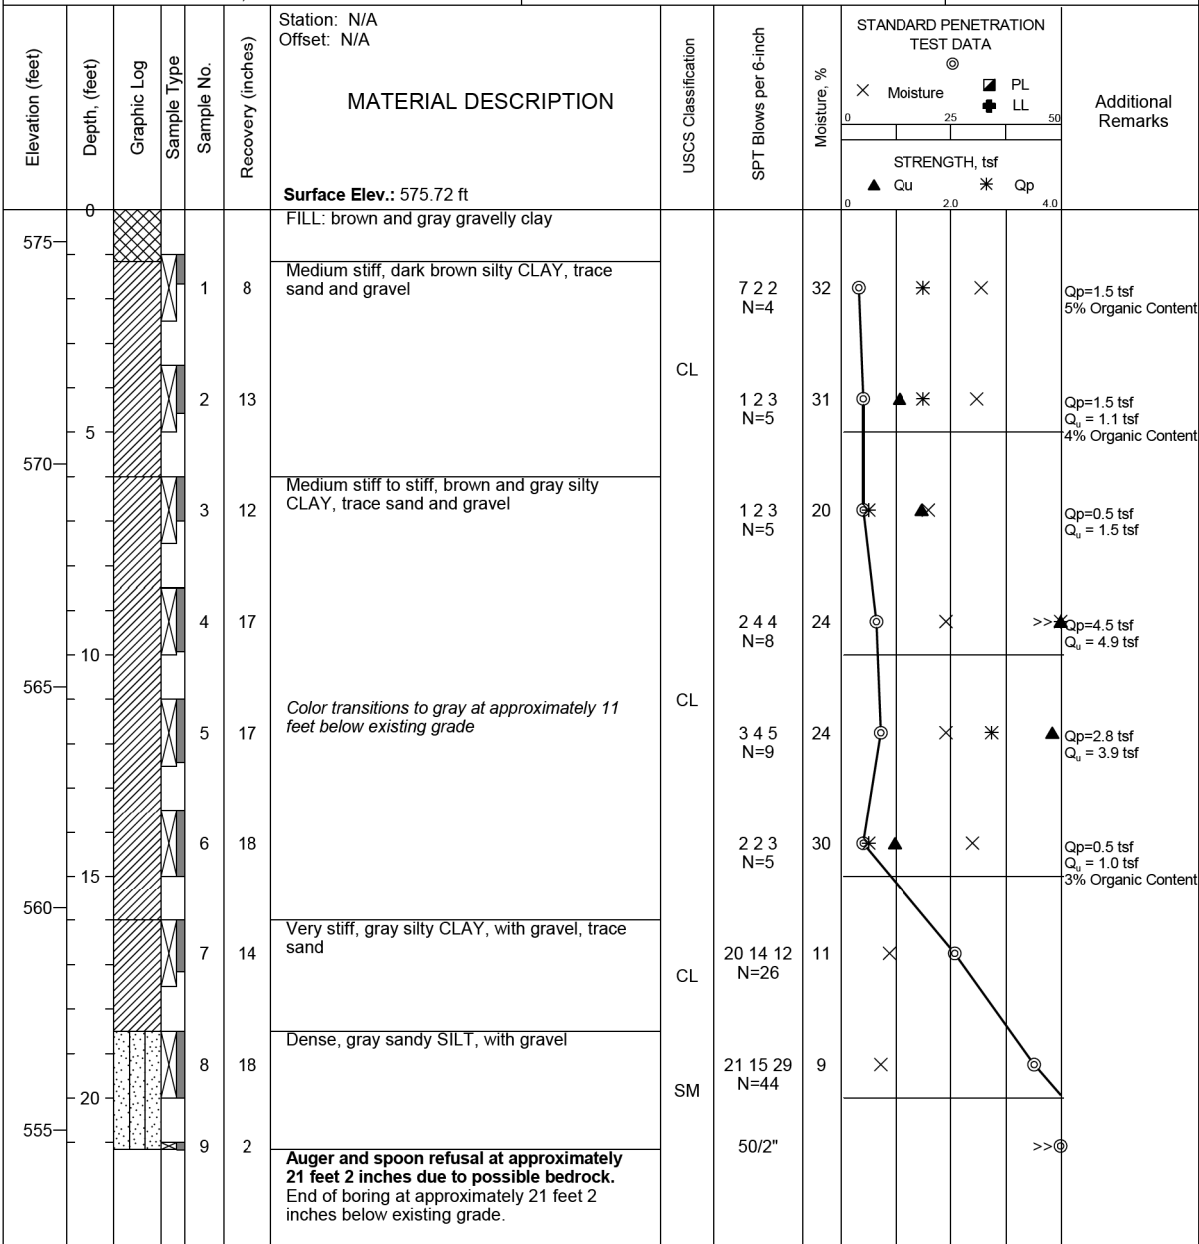 Elevation (feet)
Depth, (feet)
Graphic Log
Sample Type
Sample No.
Recovery (inches)
Station: N/A
Offset: N/A
MATERIAL DESCRIPTION
Surface Elev.: 575.72 ft
USCS Classification
SPT Blows per 6-inch
Moisture, %
STANDARD PENETRATION
TEST DATA
Moisture
PL
LL
0 25 50
STRENGTH, tsf
Qu Qp
0 2.0 4.0
Additional
Remarks
0
FILL: brown and gray gravelly clay
575
Medium stiff, dark brown silty CLAY, trace
sand and gravel
1 8 7 2 2 32
N=4
Qp=1.5 tsf
5% Organic Content
CL
2 13 1 2 3 31
N=5
Qp=1.5 tsf
Qu = 1.1 tsf
4% Organic Content
5
570
Medium stiff to stiff, brown and gray silty
CLAY, trace sand and gravel
3 12 1 2 3 20
N=5
Qp=0.5 tsf
Qu = 1.5 tsf
4 17 2 4 4 24
N=8
>>
Qp=4.5 tsf
Qu = 4.9 tsf
10
565
CL
Color transitions to gray at approximately 11
feet below existing grade
5 17 3 4 5 24
N=9
Qp=2.8 tsf
Qu = 3.9 tsf
6 18 2 2 3 30
N=5
Qp=0.5 tsf
Qu = 1.0 tsf
3% Organic Content
15
560
Very stiff, gray silty CLAY, with gravel, trace
sand
7 14 20 14 12 11
N=26
CL
Dense, gray sandy SILT, with gravel
8 18 21 15 29 9
N=44
SM
20
555
9 2 50/2" >>
Auger and spoon refusal at approximately
21 feet 2 inches due to possible bedrock.
End of boring at approximately 21 feet 2
inches below existing grade.